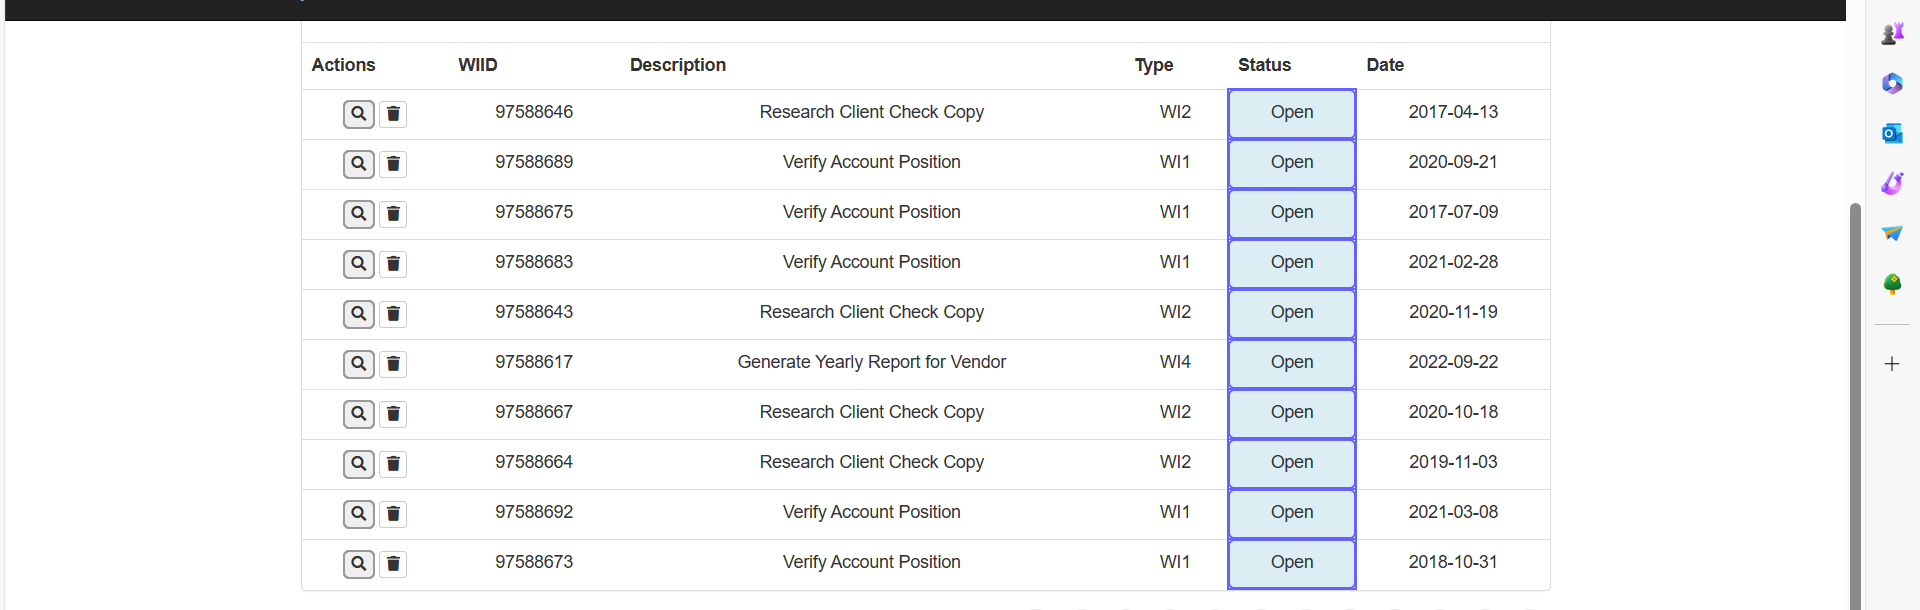 Actions WIID Description Type Status Date
97588646 Research Client Check Copy WI2 Open 2017-04-13
97588689 Verify Account Position WI1 Open 2020-09-21
97588675 Verify Account Position WI1 Open 2017-07-09
97588683 Verify Account Position WI1 Open 2021-02-28
97588643 Research Client Check Copy WI2 Open 2020-11-19
97588617 Generate Yearly Report for Vendor WI4 Open 2022-09-22
97588667 Research Client Check Copy WI2 Open 2020-10-18
97588664 Research Client Check Copy WI2 Open 2019-11-03
97588692 Verify Account Position WI1 Open 2021-03-08
97588673 Verify Account Position WI1 Open 2018-10-31